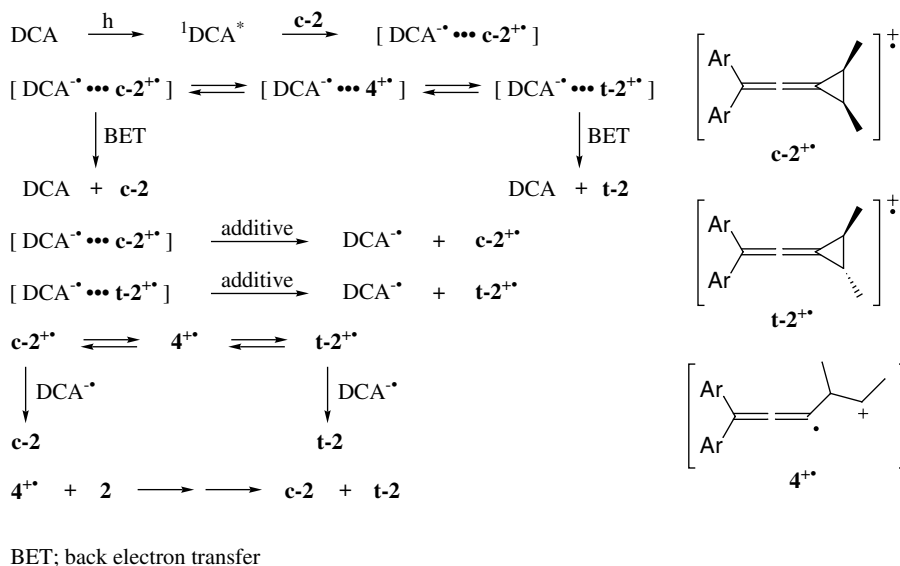 DCA h ¹DCA* c-2 [ DCA⁻• ••• c-2⁺• ]
[ DCA⁻• ••• c-2⁺• ] [ DCA⁻• ••• 4⁺• ] [ DCA⁻• ••• t-2⁺• ]
BET BET
DCA + c-2 DCA + t-2
[ DCA⁻• ••• c-2⁺• ] additive DCA⁻• + c-2⁺•
[ DCA⁻• ••• t-2⁺• ] additive DCA⁻• + t-2⁺•
c-2⁺• 4⁺• t-2⁺•
DCA⁻• DCA⁻•
c-2 t-2
4⁺• + 2 c-2 + t-2
BET; back electron transfer
Ar +•
Ar
c-2⁺•
Ar +•
Ar
t-2⁺•
Ar
Ar • +
4⁺•